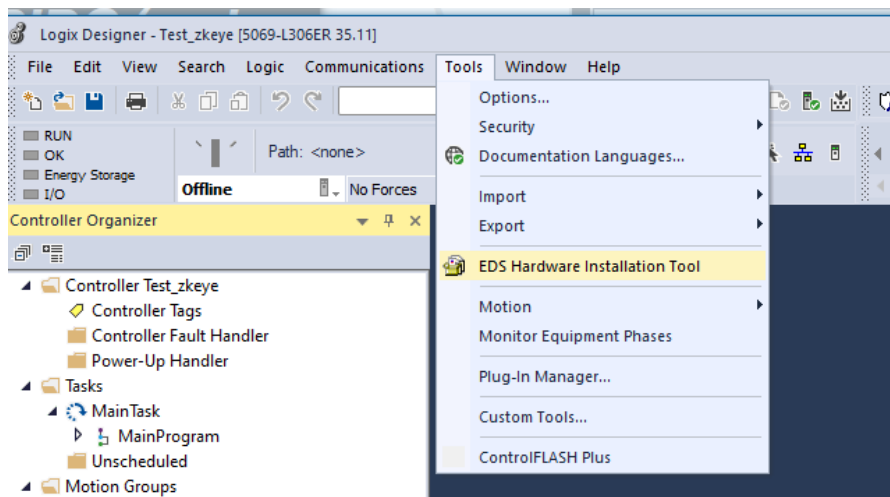 Logix Designer - Test_zkeye [5069-L306ER 35.11]
File Edit View Search Logic Communications Tools Window Help
Options...
Security
Documentation Languages...
Import
Export
EDS Hardware Installation Tool
Motion
Monitor Equipment Phases
Plug-In Manager...
Custom Tools...
ControlFLASH Plus
RUN
OK
Energy Storage
I/O
Path: <none>
Offline
No Forces
Controller Organizer
Controller Test_zkeye
Controller Tags
Controller Fault Handler
Power-Up Handler
Tasks
MainTask
MainProgram
Unscheduled
Motion Groups